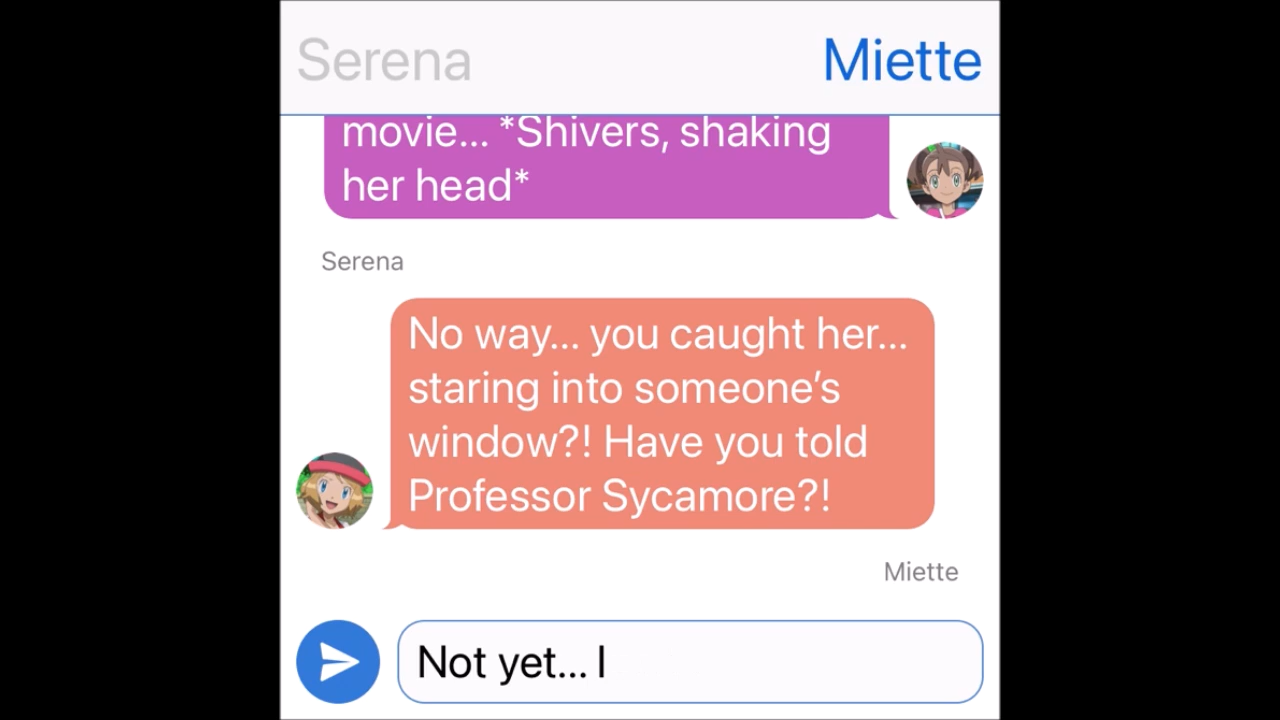 Serena Miette
movie... *Shivers, shaking
her head*
Serena
No way... you caught her...
staring into someone's
window?! Have you told
Professor Sycamore?!
Miette
Not yet... I